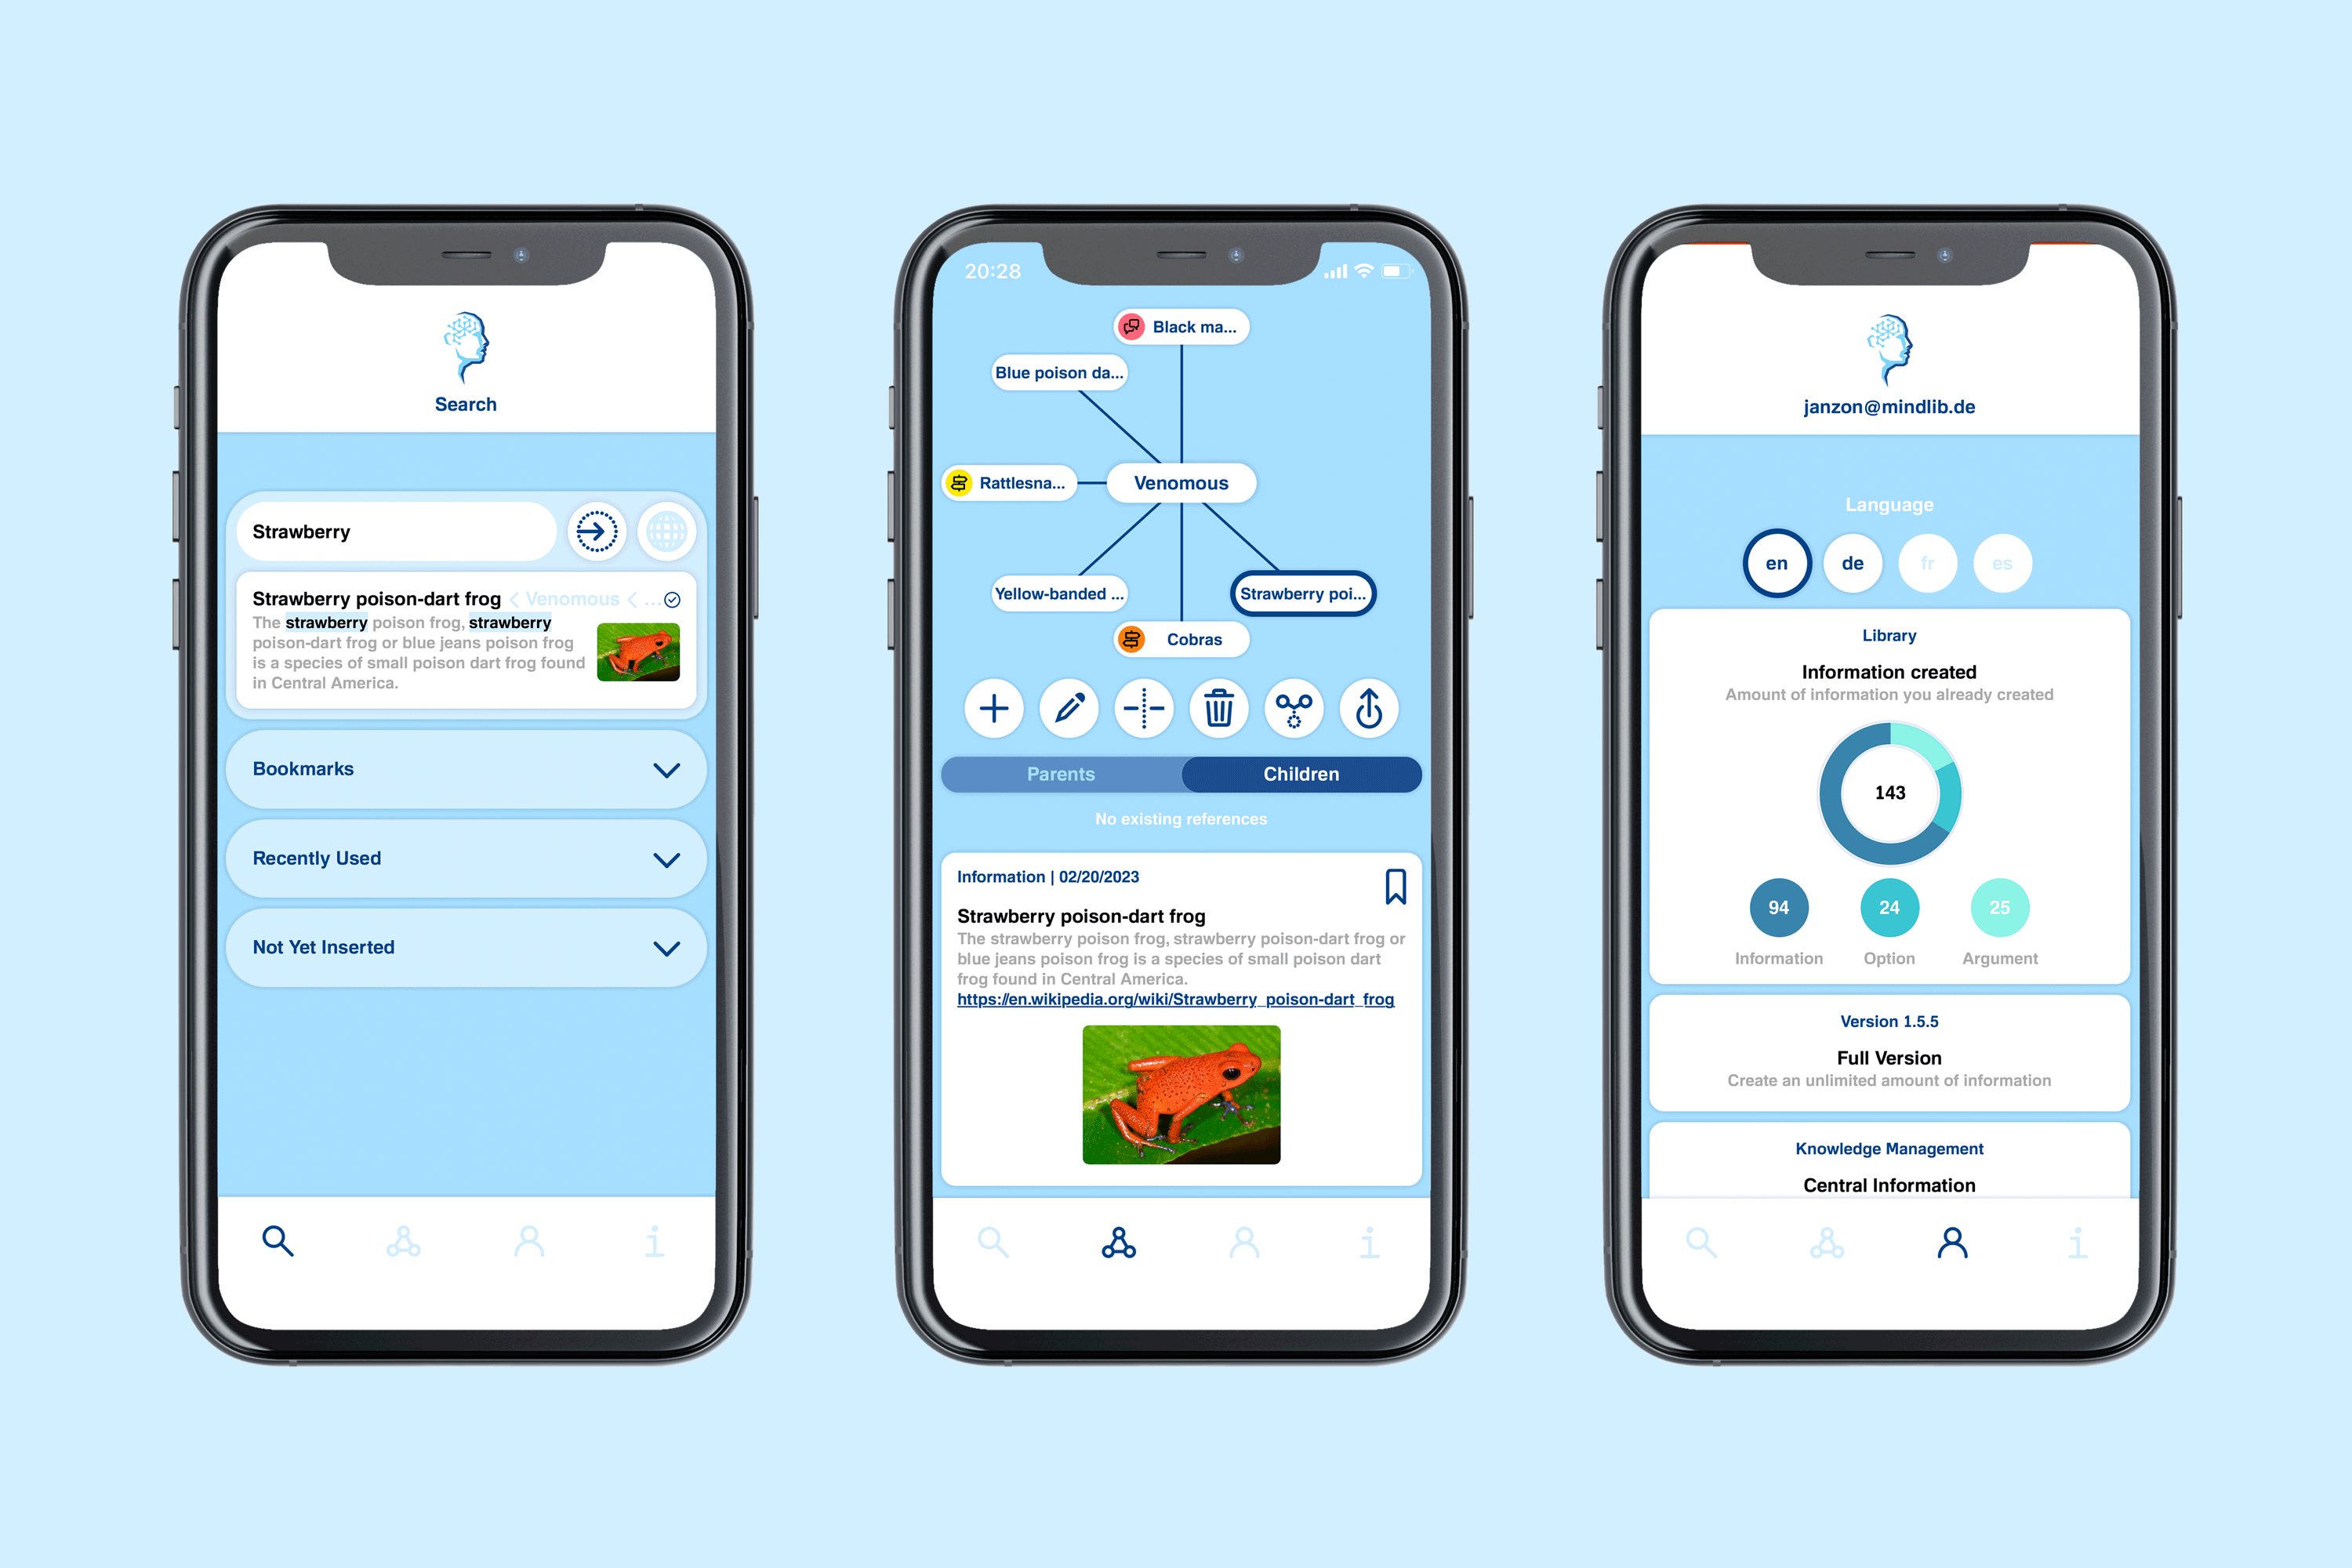 Search
Strawberry
Strawberry poison-dart frog < Venomous < ...
The strawberry poison frog, strawberry
poison-dart frog or blue jeans poison frog
is a species of small poison dart frog found
in Central America.
Bookmarks
Recently Used
Not Yet Inserted
i
20:28
Black ma...
Blue poison da...
Rattlesna...
Venomous
Yellow-banded ...
Strawberry poi...
Cobras
Parents
Children
No existing references
Information | 02/20/2023
Strawberry poison-dart frog
The strawberry poison frog, strawberry poison-dart frog or
blue jeans poison frog is a species of small poison dart
frog found in Central America.
https://en.wikipedia.org/wiki/Strawberry_poison-dart_frog
i
janzon@mindlib.de
Language
en de fr es
Library
Information created
Amount of information you already created
143
94 24 25
Information Option Argument
Version 1.5.5
Full Version
Create an unlimited amount of information
Knowledge Management
Central Information
i